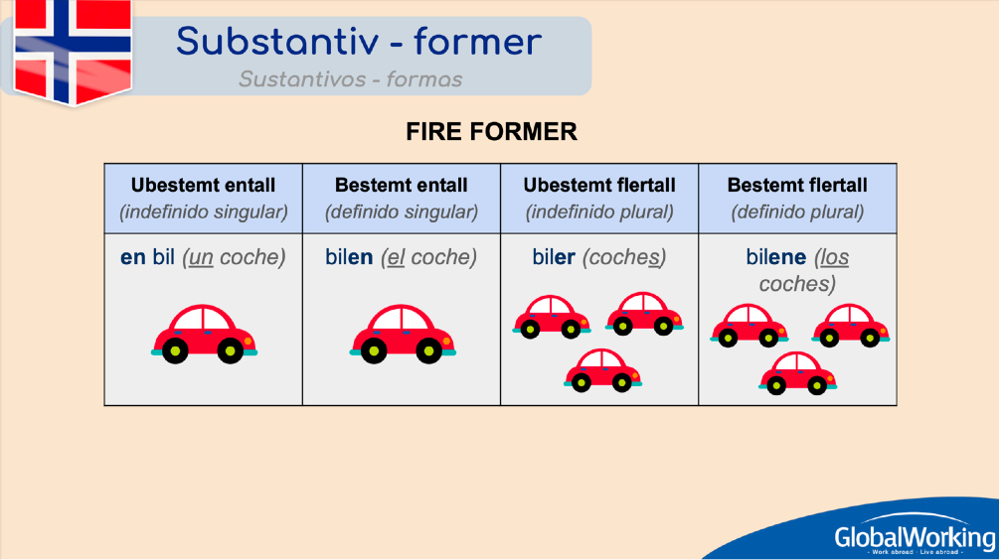 Substantiv - former
Sustantivos - formas
FIRE FORMER
Ubestemt entall
(indefinido singular)
Bestemt entall
(definido singular)
Ubestemt flertall
(indefinido plural)
Bestemt flertall
(definido plural)
en bil (un coche)
bilen (el coche)
biler (coches)
bilene (los
coches)
GlobalWorking
- Work abroad - Live abroad -